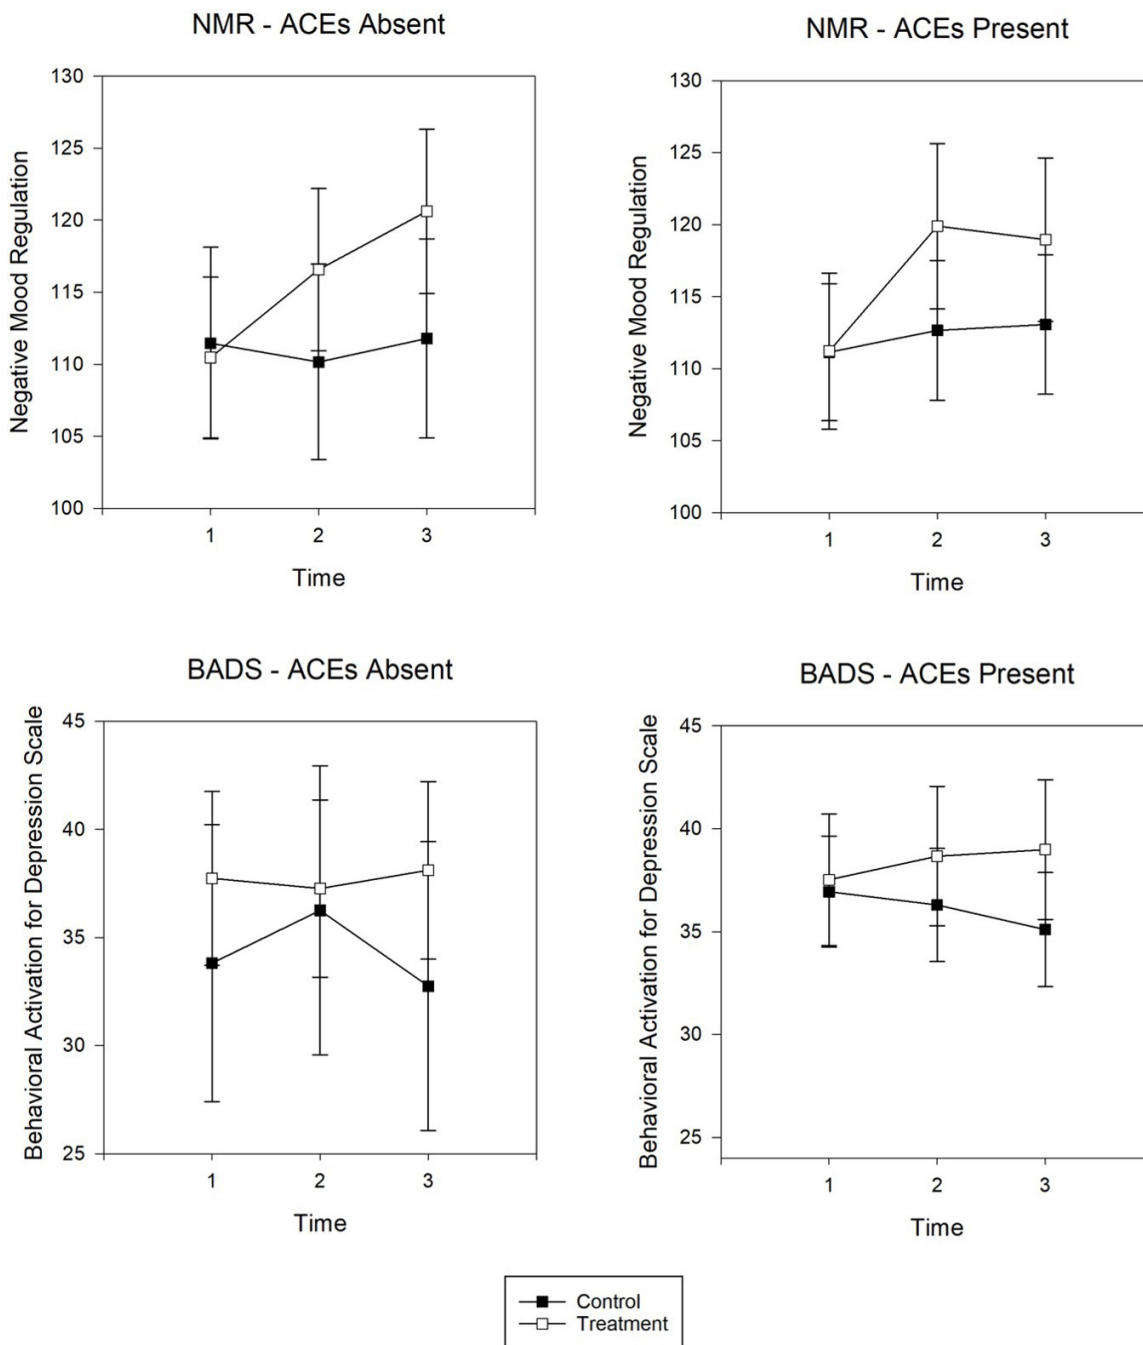 NMR - ACEs Absent
Negative Mood Regulation
130
125
120
115
110
105
100
1 2 3
Time
NMR - ACEs Present
Negative Mood Regulation
130
125
120
115
110
105
100
1 2 3
Time
BADS - ACEs Absent
Behavioral Activation for Depression Scale
45
40
35
30
25
1 2 3
Time
BADS - ACEs Present
Behavioral Activation for Depression Scale
45
40
35
30
25
1 2 3
Time
Control
Treatment